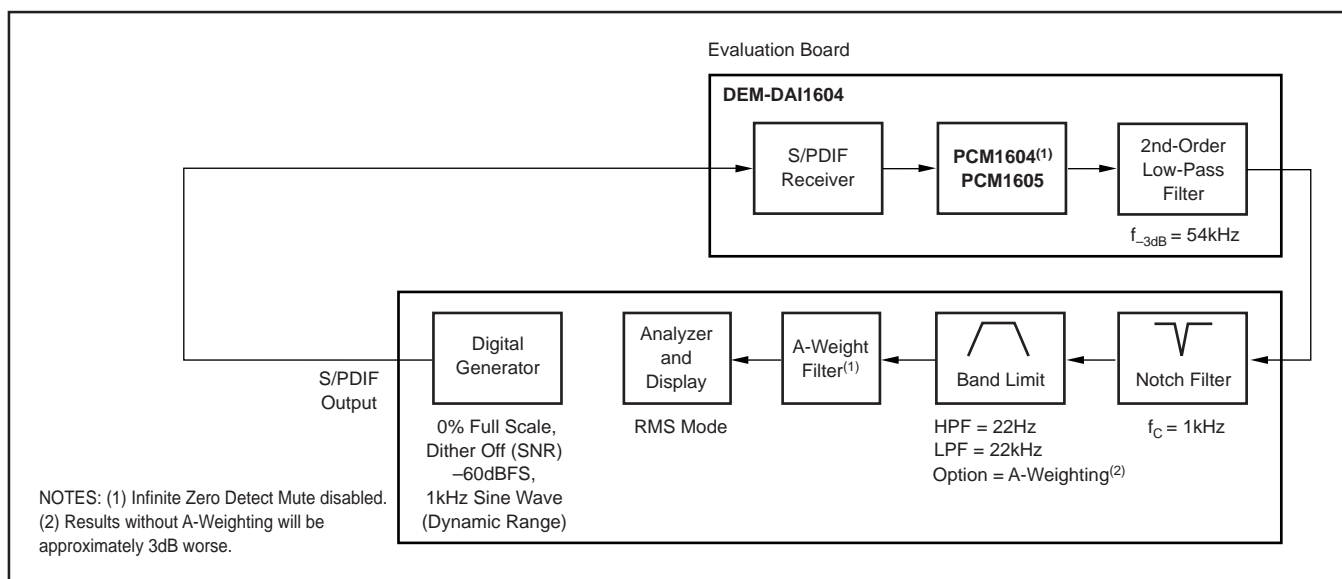 Evaluation Board
DEM-DAI1604
S/PDIF
Receiver
PCM1604(1)
PCM1605
2nd-Order
Low-Pass
Filter
f–3dB = 54kHz
S/PDIF
Output
Digital
Generator
0% Full Scale,
Dither Off (SNR)
–60dBFS,
1kHz Sine Wave
(Dynamic Range)
Analyzer
and
Display
RMS Mode
A-Weight
Filter(1)
Band Limit
HPF = 22Hz
LPF = 22kHz
Option = A-Weighting(2)
Notch Filter
fC = 1kHz
NOTES: (1) Infinite Zero Detect Mute disabled.
(2) Results without A-Weighting will be
approximately 3dB worse.